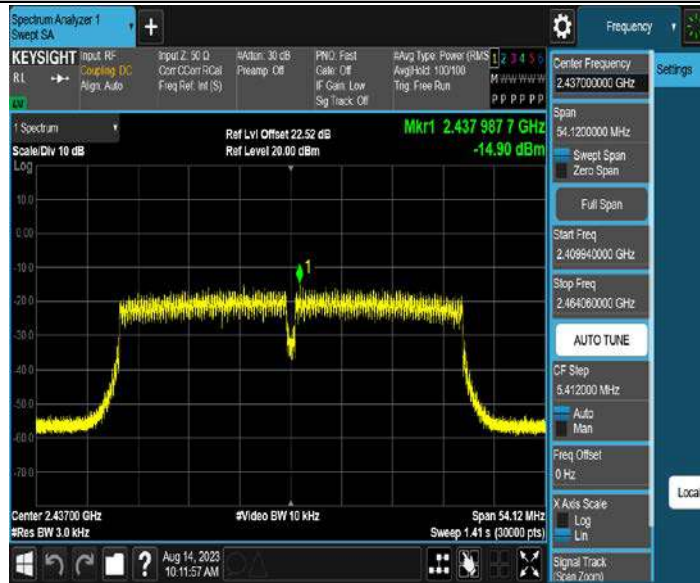 Spectrum Analyzer 1
Swept SA
Frequency
KEYSIGHT
RL
Input: RF
Coupling: DC
Align: Auto
Input Z: 50 Ω
Corr CCorr RCal
Freq Ref: Int (S)
#Atten: 30 dB
Preamp: Off
PNO: Fast
Gate: Off
IF Gain: Low
Sig Track: Off
#Avg Type: Power (RMS
Avg|Hold: 100/100
Trig: Free Run
1 2 3 4 5 6
M W W W W W
P P P P P P
1 Spectrum
Scale/Div 10 dB
Log
Ref Lvl Offset 22.52 dB
Ref Level 20.00 dBm
Mkr1 2.437 987 7 GHz
-14.90 dBm
10.0
0.00
-10.0
-20.0
-30.0
-40.0
-50.0
-60.0
-70.0
1
Center 2.43700 GHz
#Res BW 3.0 kHz
#Video BW 10 kHz
Span 54.12 MHz
Sweep 1.41 s (30000 pts)
Aug 14, 2023
10:11:57 AM
Center Frequency
2.437000000 GHz
Settings
Span
54.1200000 MHz
Swept Span
Zero Span
Full Span
Start Freq
2.409940000 GHz
Stop Freq
2.464060000 GHz
AUTO TUNE
CF Step
5.412000 MHz
Auto
Man
Freq Offset
0 Hz
X Axis Scale
Log
Lin
Local
Signal Track
(Span Zoom)